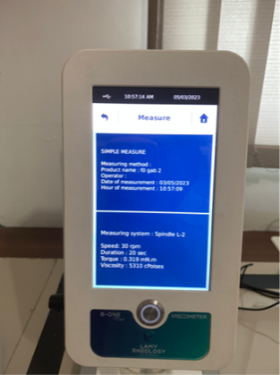 10:57:14 AM 05/03/2023
Measure
SIMPLE MEASURE
Measuring method :
Product name : f0 gab 2
Operator :
Date of measurement : 03/05/2023
Hour of measurement : 10:57:09
Measuring system : Spindle L-2
Speed: 30 rpm
Duration : 20 sec
Torque : 0.319 mN.m
Viscosity : 5310 cPoises
B-ONE
VISCOMETER
LAMY
RHEOLOGY